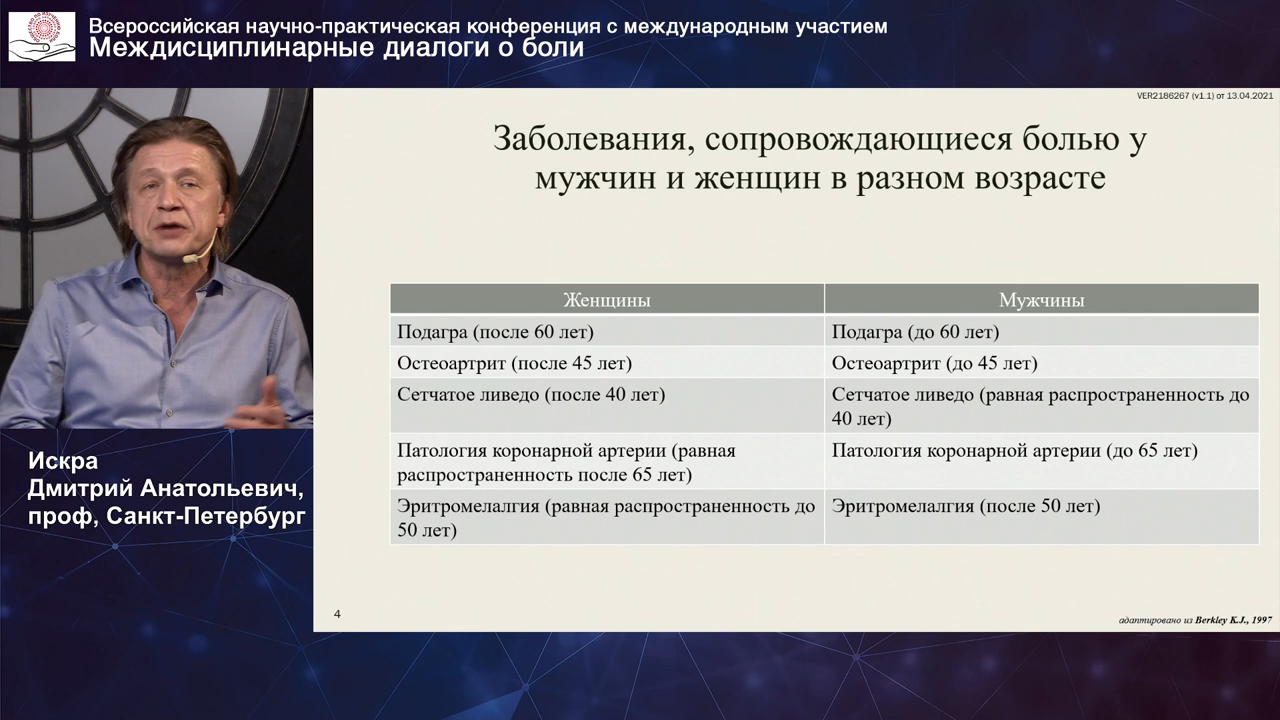 Всероссийская научно-практическая конференция с международным участием
Междисциплинарные диалоги о боли
VER2186267 (v1.1) от 13.04.2021
Заболевания, сопровождающиеся болью у
мужчин и женщин в разном возрасте
Женщины
Мужчины
Подагра (после 60 лет)
Подагра (до 60 лет)
Остеоартрит (после 45 лет)
Остеоартрит (до 45 лет)
Сетчатое ливедо (после 40 лет)
Сетчатое ливедо (равная распространенность до
40 лет)
Патология коронарной артерии (равная
распространенность после 65 лет)
Патология коронарной артерии (до 65 лет)
Эритромелалгия (равная распространенность до
50 лет)
Эритромелалгия (после 50 лет)
4
адаптировано из Berkley K.J., 1997
Искра
Дмитрий Анатольевич,
проф, Санкт-Петербург